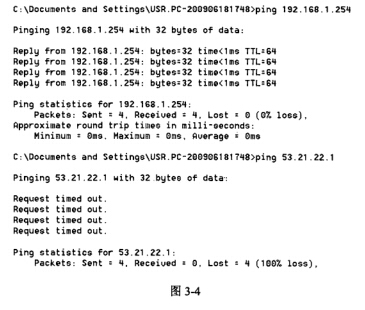 C:\Documents and Settings\USR.PC-200906181748>ping 192.168.1.254
Pinging 192.168.1.254 with 32 bytes of data:
Reply from 192.168.1.254: bytes=32 time<1ms TTL=64
Reply from 192.168.1.254: bytes=32 time<1ms TTL=64
Reply from 192.168.1.254: bytes=32 time<1ms TTL=64
Reply from 192.168.1.254: bytes=32 time<1ms TTL=64
Ping statistics for 192.168.1.254:
Packets: Sent = 4, Received = 4, Lost = 0 (0% loss),
Approximate round trip times in milli-seconds:
Minimum = 0ms, Maximum = 0ms, Average = 0ms
C:\Documents and Settings\USR.PC-200906181748>ping 53.21.22.1
Pinging 53.21.22.1 with 32 bytes of data:
Request timed out.
Request timed out.
Request timed out.
Request timed out.
Ping statistics for 53.21.22.1:
Packets: Sent = 4, Received = 0, Lost = 4 (100% loss),
图 3-4